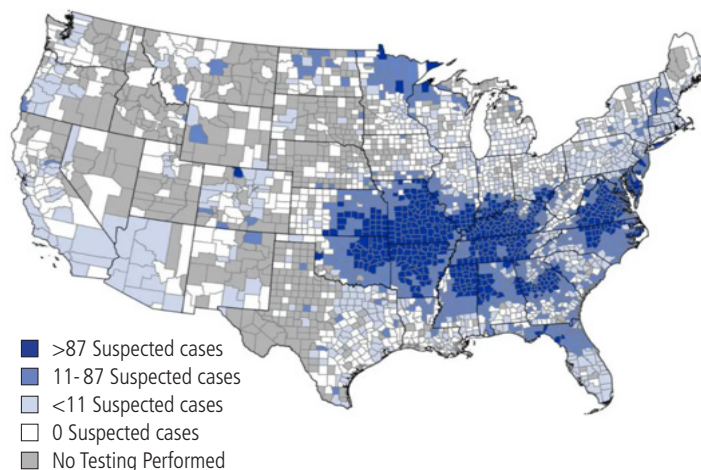 >87 Suspected cases
11-87 Suspected cases
<11 Suspected cases
0 Suspected cases
No Testing Performed